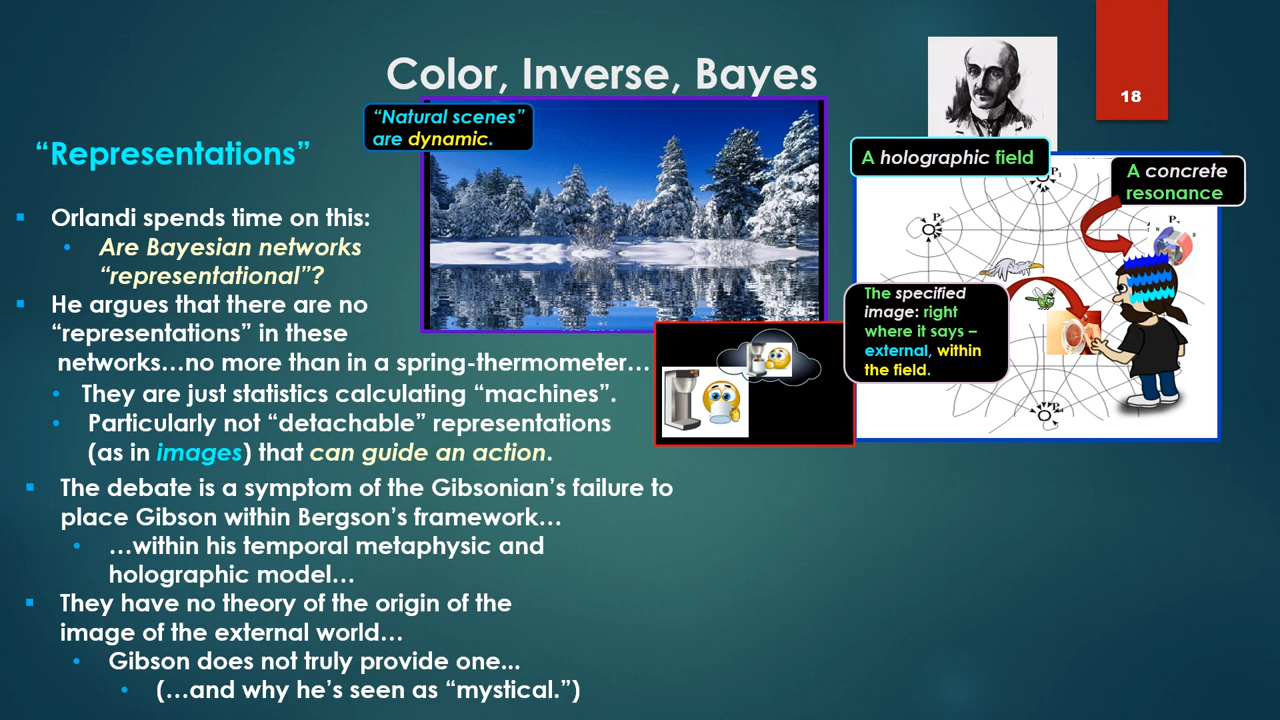 Color, Inverse, Bayes
18
“Natural scenes”
are dynamic.
“Representations”
Orlandi spends time on this:
Are Bayesian networks
“representational”?
He argues that there are no
“representations” in these
networks…no more than in a spring-thermometer…
They are just statistics calculating “machines”.
Particularly not “detachable” representations
(as in images) that can guide an action.
The debate is a symptom of the Gibsonian’s failure to
place Gibson within Bergson’s framework…
…within his temporal metaphysic and
holographic model…
They have no theory of the origin of the
image of the external world…
Gibson does not truly provide one...
(…and why he’s seen as “mystical.”)
A holographic field
A concrete
resonance
The specified
image: right
where it says –
external, within
the field.
P1